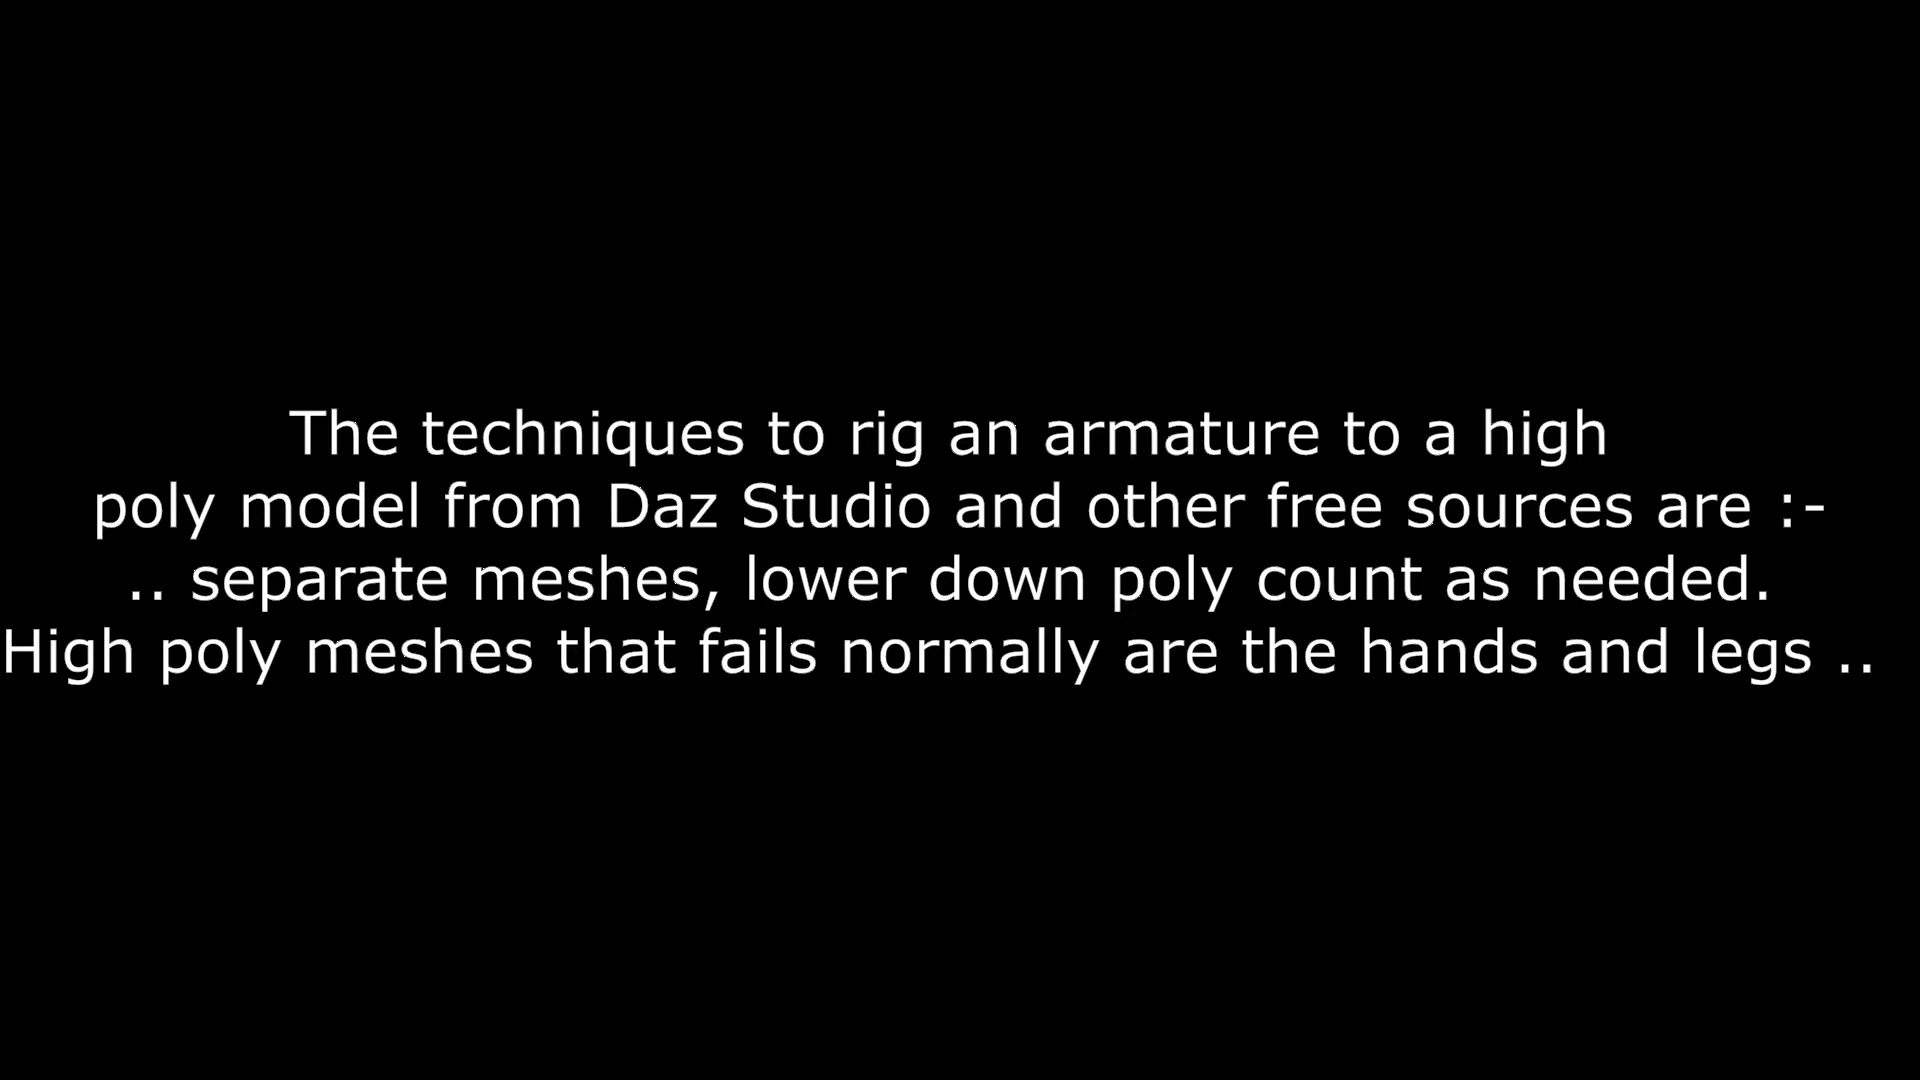 The techniques to rig an armature to a high
poly model from Daz Studio and other free sources are :-
.. separate meshes, lower down poly count as needed.
High poly meshes that fails normally are the hands and legs ..